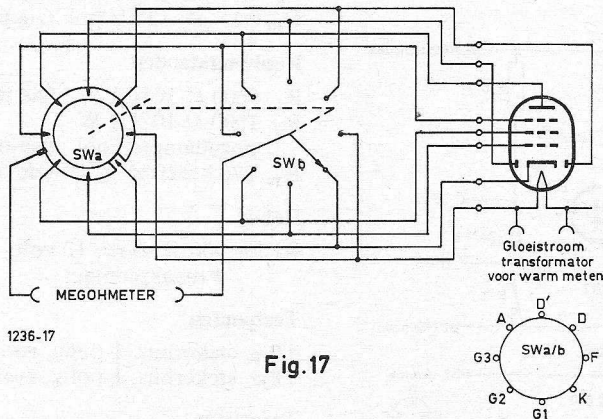 SWa
SWb
MEGOHMETER
Gloeistroom
transformator
voor warm meten
1236-17
Fig.17
D'
A
D
G3
SWa/b
F
G2
K
G1